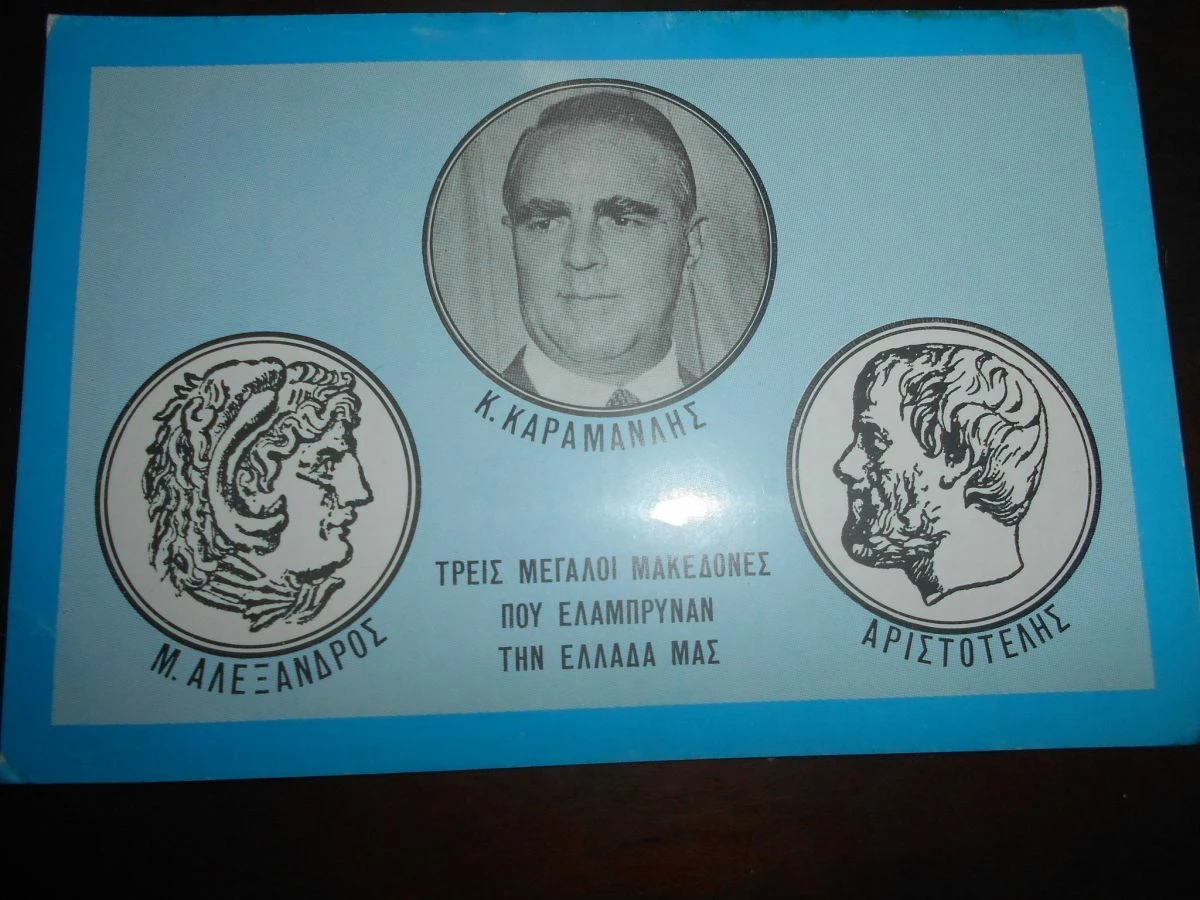 Κ. ΚΑΡΑΜΑΝΛΗΣ
Μ. ΑΛΕΞΑΝΔΡΟΣ
ΑΡΙΣΤΟΤΕΛΗΣ
ΤΡΕΙΣ ΜΕΓΑΛΟΙ ΜΑΚΕΔΟΝΕΣ
ΠΟΥ ΕΛΑΜΠΡΥΝΑΝ
ΤΗΝ ΕΛΛΑΔΑ ΜΑΣ